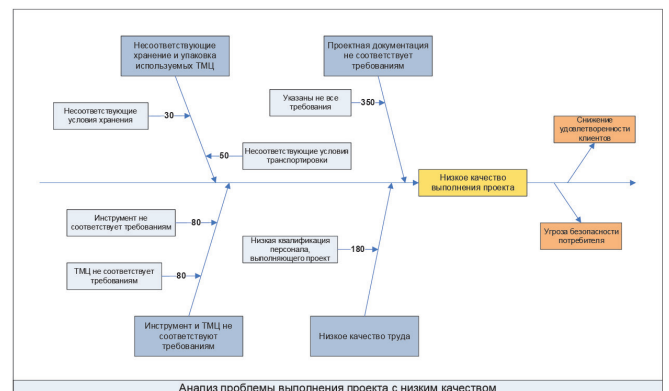 Несоответствующие
хранение и упаковка
используемых ТМЦ
Проектная документация
не соответствует
требованиям
Указаны не все
требования
350
Несоответствующие
условия хранения
30
Снижение
удовлетворенности
клиентов
50
Несоответствующие условия
транспортировки
Низкое качество
выполнения проекта
Инструмент не
соответствует требованиям
80
Угроза безопасности
потребителя
Низкая квалификация
персонала,
выполняющего проект
180
ТМЦ не соответствует
требованиям
80
Инструмент и ТМЦ не
соответствуют
требованиям
Низкое качество труда
Анализ проблемы выполнения проекта с низким качеством